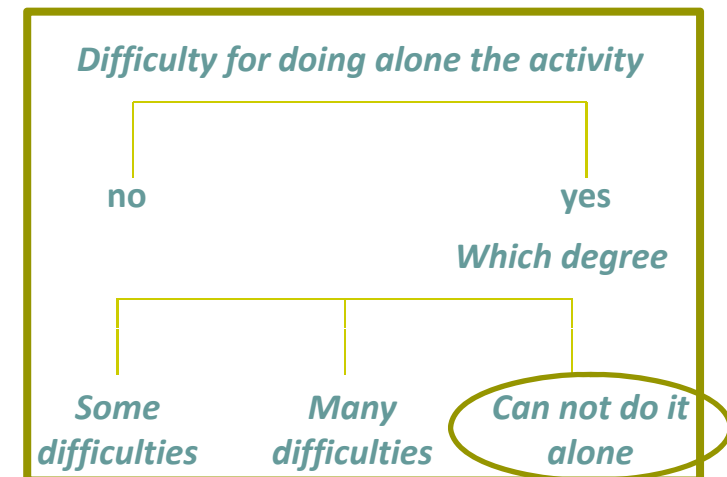 Difficulty for doing alone the activity
no yes
Which degree
Some Many Can not do it
difficulties difficulties alone